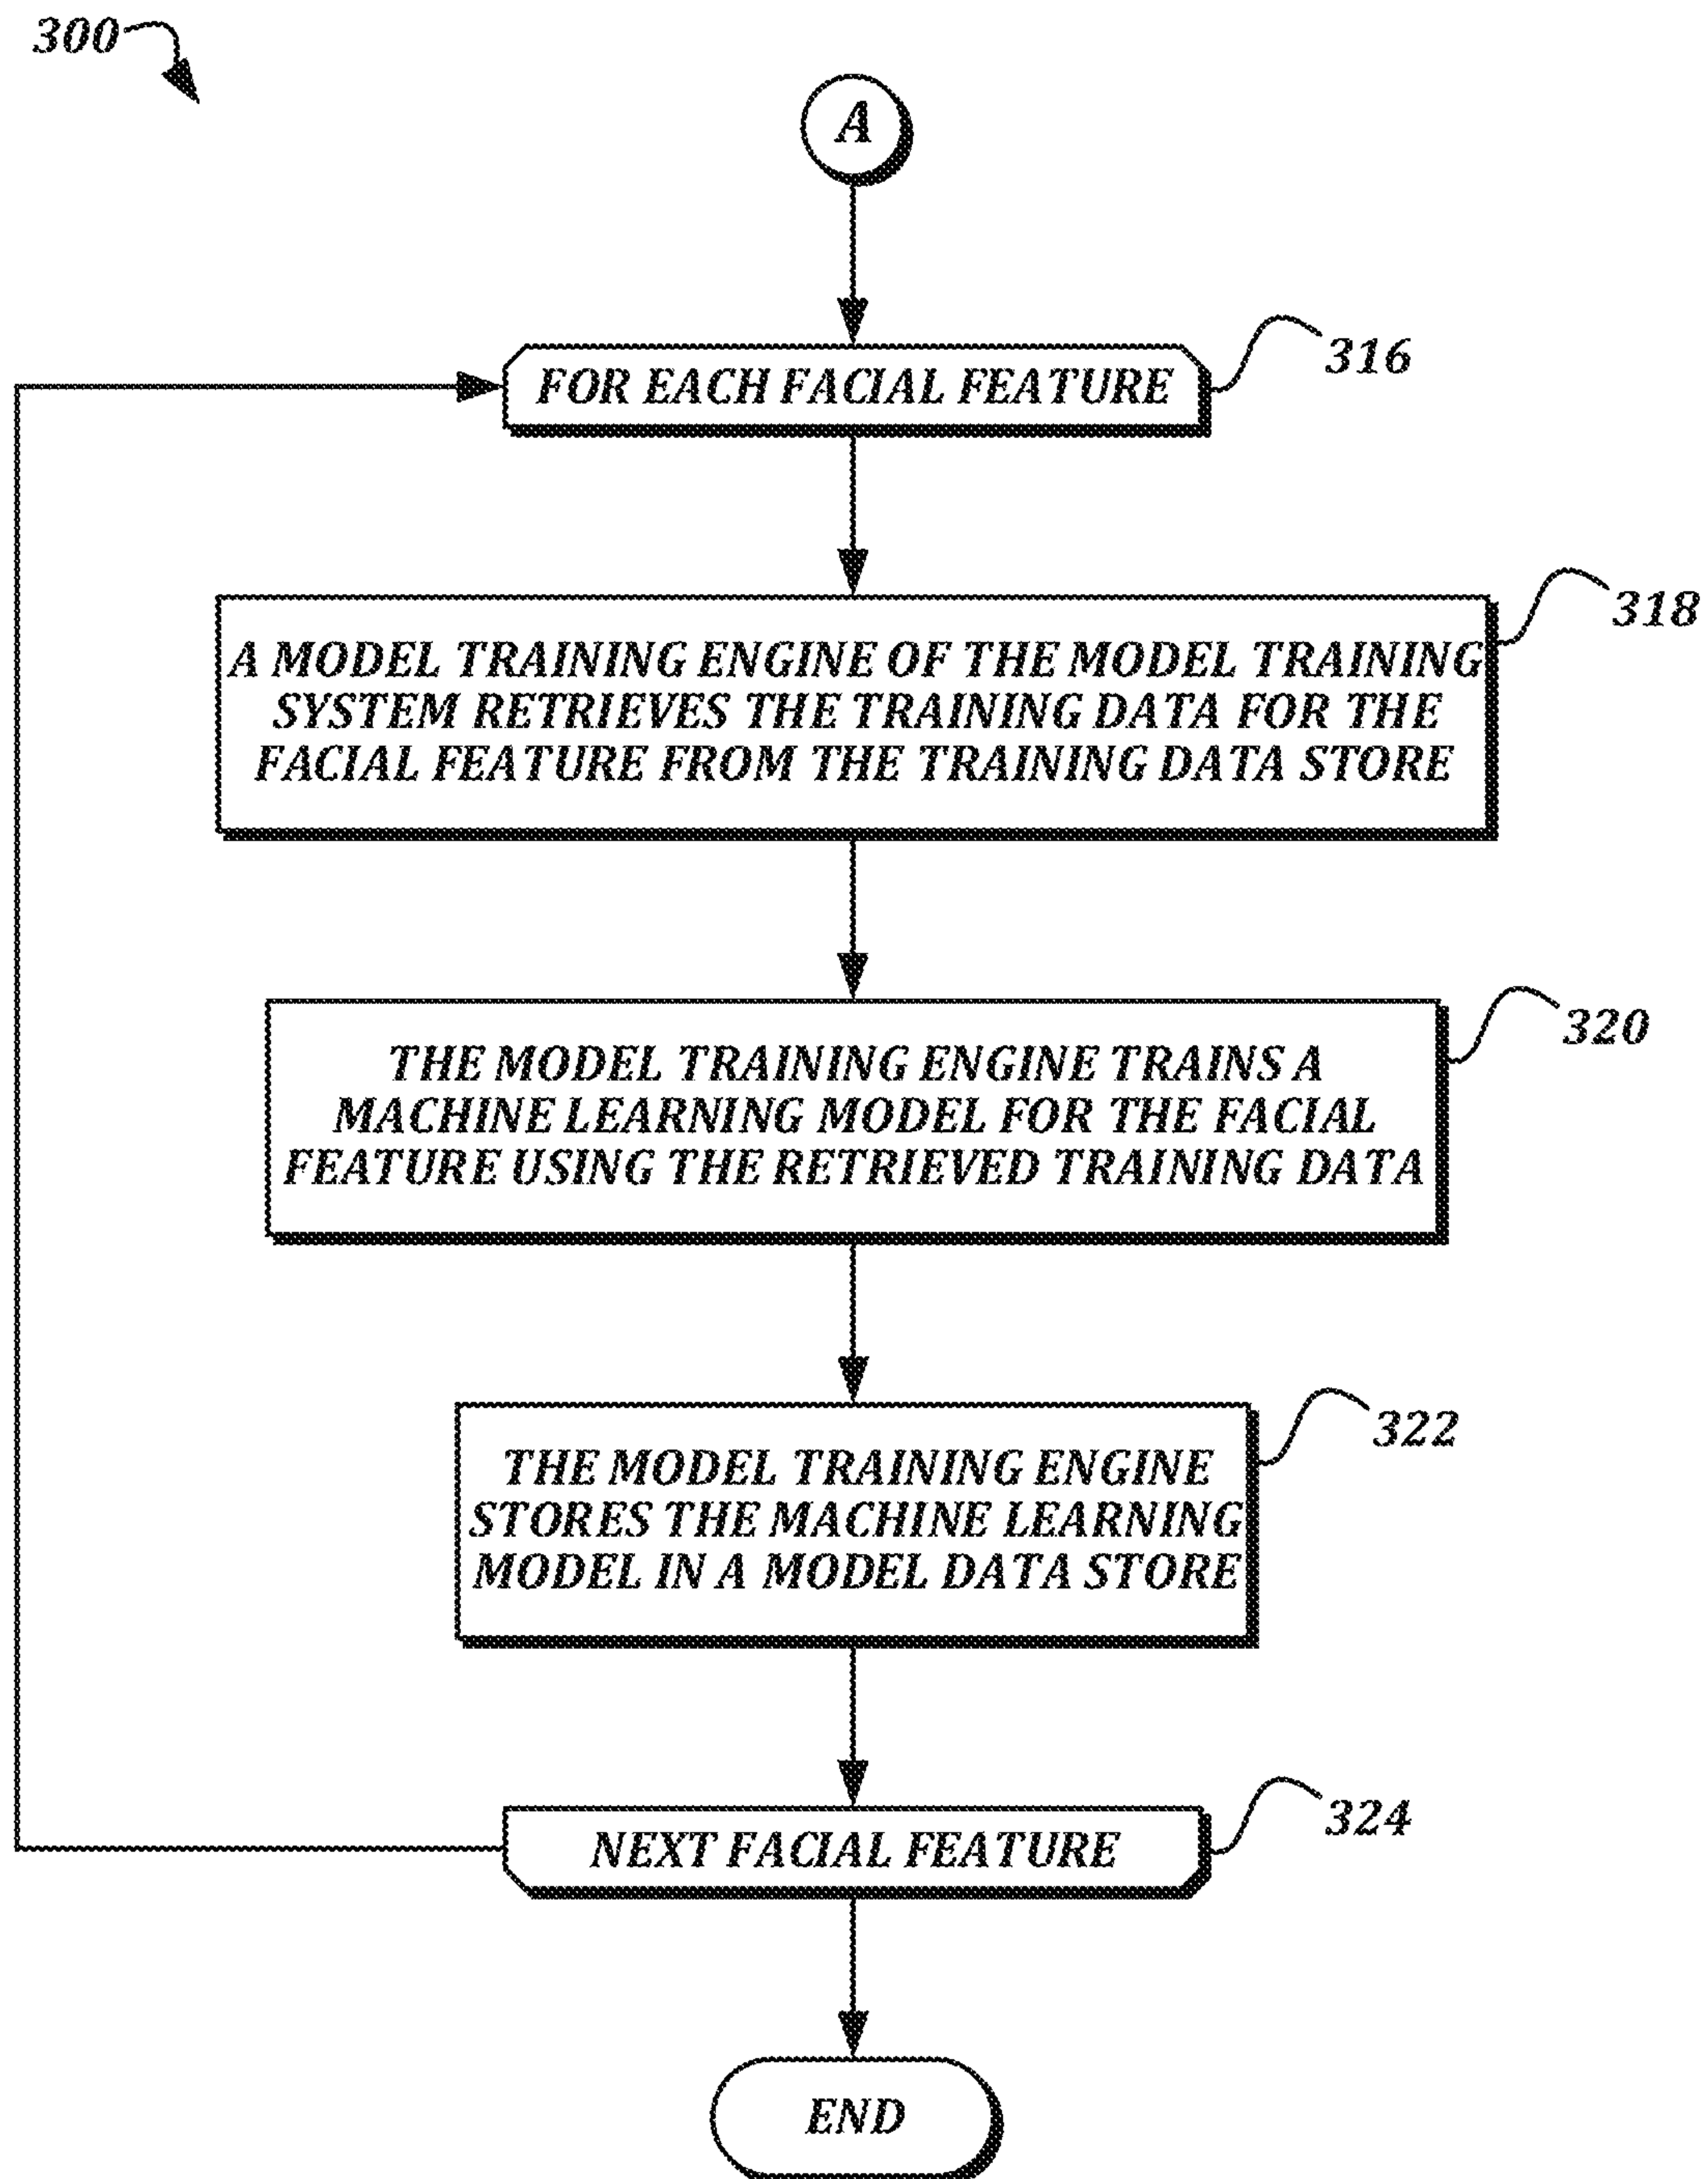 300
A
FOR EACH FACIAL FEATURE
316
A MODEL TRAINING ENGINE OF THE MODEL TRAINING
SYSTEM RETRIEVES THE TRAINING DATA FOR THE
FACIAL FEATURE FROM THE TRAINING DATA STORE
318
THE MODEL TRAINING ENGINE TRAINS A
MACHINE LEARNING MODEL FOR THE FACIAL
FEATURE USING THE RETRIEVED TRAINING DATA
320
THE MODEL TRAINING ENGINE
STORES THE MACHINE LEARNING
MODEL IN A MODEL DATA STORE
322
NEXT FACIAL FEATURE
324
END